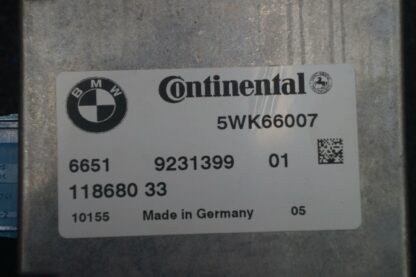 BMW Continental
5WK66007
6651 9231399 01
118680 33
10155 Made in Germany 05